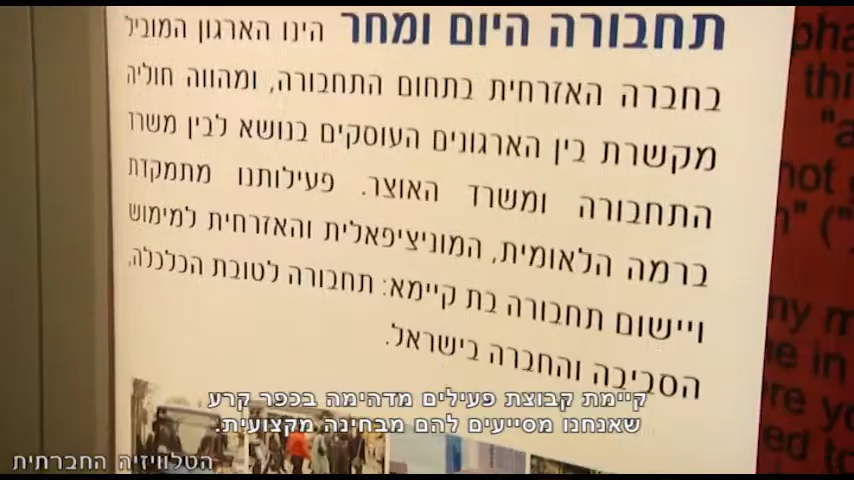 תחבורה היום ומחר הינו הארגון המוביל
בחברה האזרחית בתחום התחבורה, ומהווה חוליה
מקשרת בין הארגונים העוסקים בנושא לבין משרד
התחבורה ומשרד האוצר. פעילותנו מתמקדת
ברמה הלאומית, המוניציפאלית והאזרחית למימוש
ויישום תחבורה בת קיימא: תחבורה לטובת הכלכלה,
הסביבה והחברה בישראל.
קיימת קבוצת פעילים מדהימה בכפר קרע
שאנחנו מסייעים להם מבחינה מקצועית.
הטלוויזיה החברתית